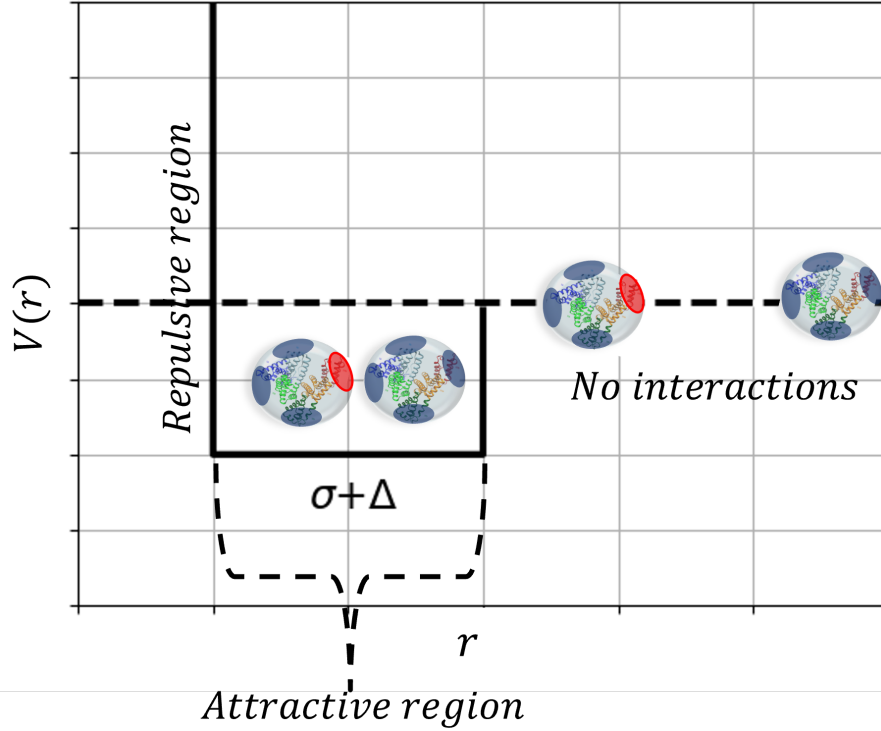 Repulsive region
V(r)
No interactions
σ+Δ
r
Attractive region